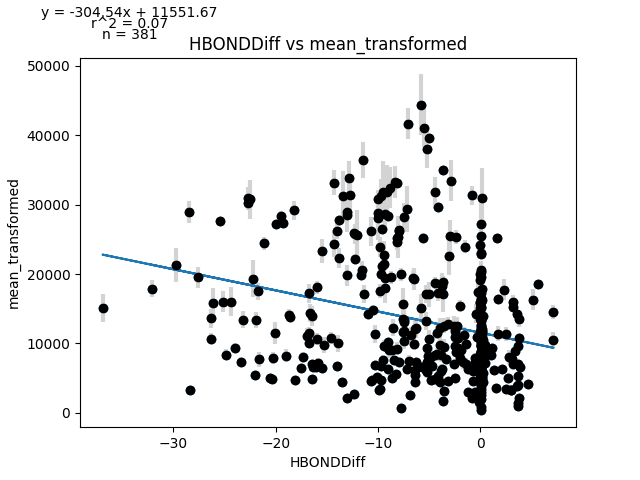 y = -304.54x + 11551.67
r^2 = 0.07
n = 381
HBONDDiff vs mean_transformed
50000
40000
30000
20000
10000
0
mean_transformed
−30
−20
−10
0
HBONDDiff